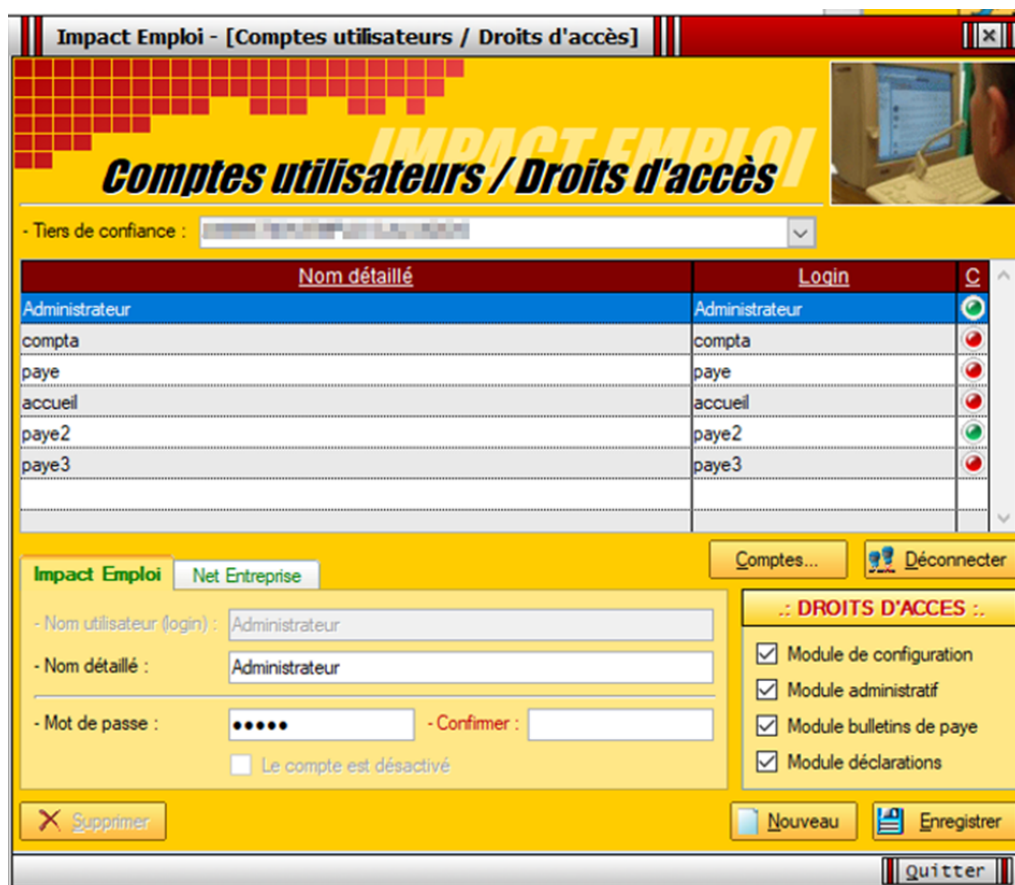 Impact Emploi - [Comptes utilisateurs / Droits d'accès]
IMPACT EMPLOI
Comptes utilisateurs / Droits d'accès
- Tiers de confiance :
Nom détaillé Login C
Administrateur Administrateur
compta compta
paye paye
accueil accueil
paye2 paye2
paye3 paye3
Comptes... Déconnecter
Impact Emploi Net Entreprise
.: DROITS D'ACCES :.
- Nom utilisateur (login) : Administrateur
Module de configuration
- Nom détaillé : Administrateur
Module administratif
- Mot de passe : ●●●●● - Confirmer :
Module bulletins de paye
Le compte est désactivé
Module déclarations
Supprimer Nouveau Enregistrer
Quitter